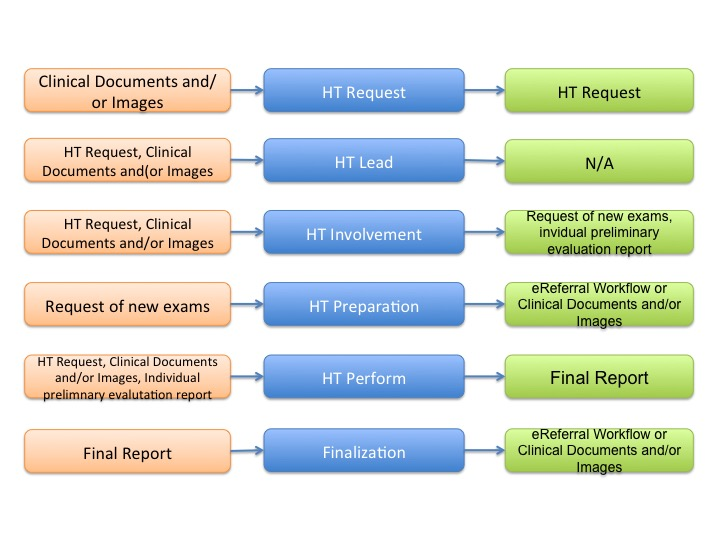 Clinical Documents and/
or Images
HT Request
HT Request
HT Request, Clinical
Documents and(or Images
HT Lead
N/A
HT Request, Clinical
Documents and/or Images
HT Involvement
Request of new exams,
invidual preliminary
evaluation report
Request of new exams
HT Preparation
eReferral Workflow or
Clinical Documents and/or
Images
HT Request, Clinical Documents
and/or Images, Individual
prelimnary evalutation report
HT Perform
Final Report
Final Report
Finalization
eReferral Workflow or
Clinical Documents and/or
Images